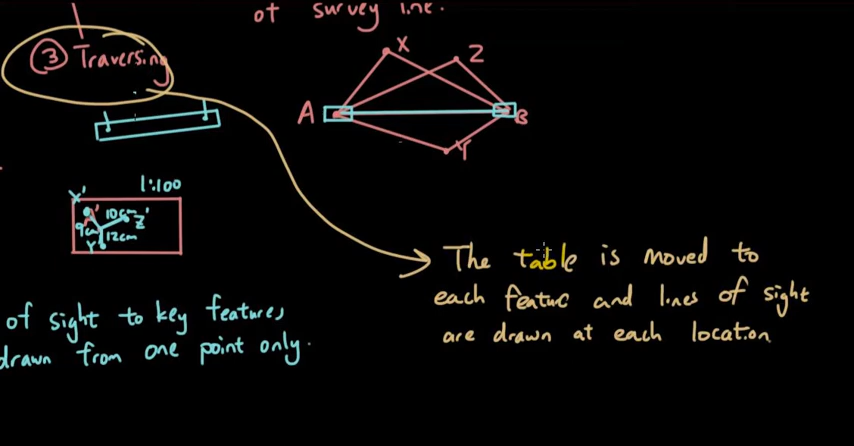 of survey line.
③ Traversing
X
Z
A
B
Y
1:100
X'
10cm
Z'
9cm
12cm
Y'
The table is moved to
each feature and lines of sight
are drawn at each location
of sight to key features
drawn from one point only.